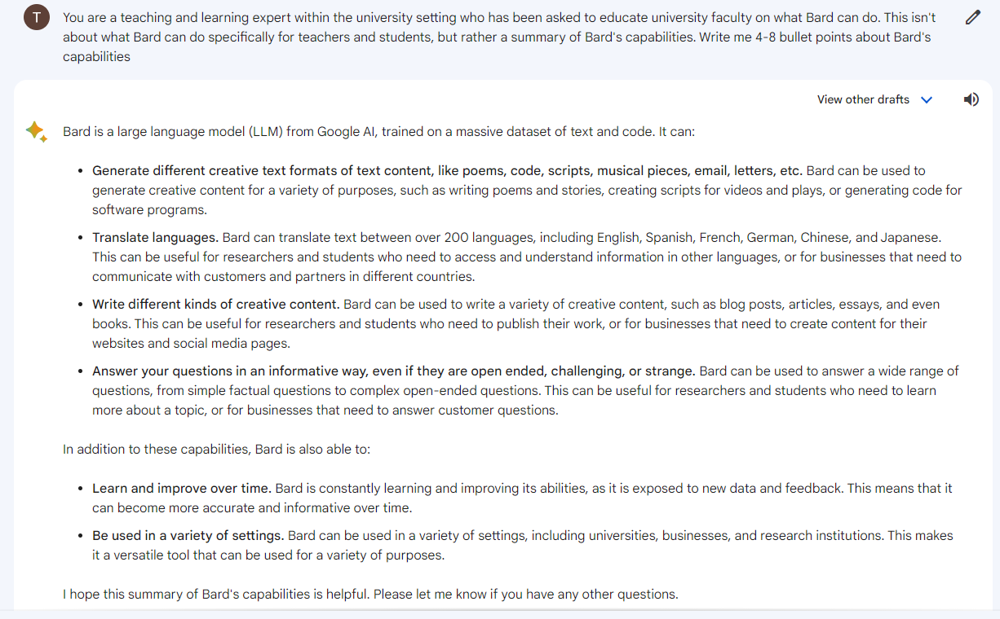 T
You are a teaching and learning expert within the university setting who has been asked to educate university faculty on what Bard can do. This isn't
about what Bard can do specifically for teachers and students, but rather a summary of Bard's capabilities. Write me 4-8 bullet points about Bard's
capabilities
View other drafts
Bard is a large language model (LLM) from Google AI, trained on a massive dataset of text and code. It can:
• Generate different creative text formats of text content, like poems, code, scripts, musical pieces, email, letters, etc. Bard can be used to
generate creative content for a variety of purposes, such as writing poems and stories, creating scripts for videos and plays, or generating code for
software programs.
• Translate languages. Bard can translate text between over 200 languages, including English, Spanish, French, German, Chinese, and Japanese.
This can be useful for researchers and students who need to access and understand information in other languages, or for businesses that need to
communicate with customers and partners in different countries.
• Write different kinds of creative content. Bard can be used to write a variety of creative content, such as blog posts, articles, essays, and even
books. This can be useful for researchers and students who need to publish their work, or for businesses that need to create content for their
websites and social media pages.
• Answer your questions in an informative way, even if they are open ended, challenging, or strange. Bard can be used to answer a wide range of
questions, from simple factual questions to complex open-ended questions. This can be useful for researchers and students who need to learn
more about a topic, or for businesses that need to answer customer questions.
In addition to these capabilities, Bard is also able to:
• Learn and improve over time. Bard is constantly learning and improving its abilities, as it is exposed to new data and feedback. This means that it
can become more accurate and informative over time.
• Be used in a variety of settings. Bard can be used in a variety of settings, including universities, businesses, and research institutions. This makes
it a versatile tool that can be used for a variety of purposes.
I hope this summary of Bard's capabilities is helpful. Please let me know if you have any other questions.